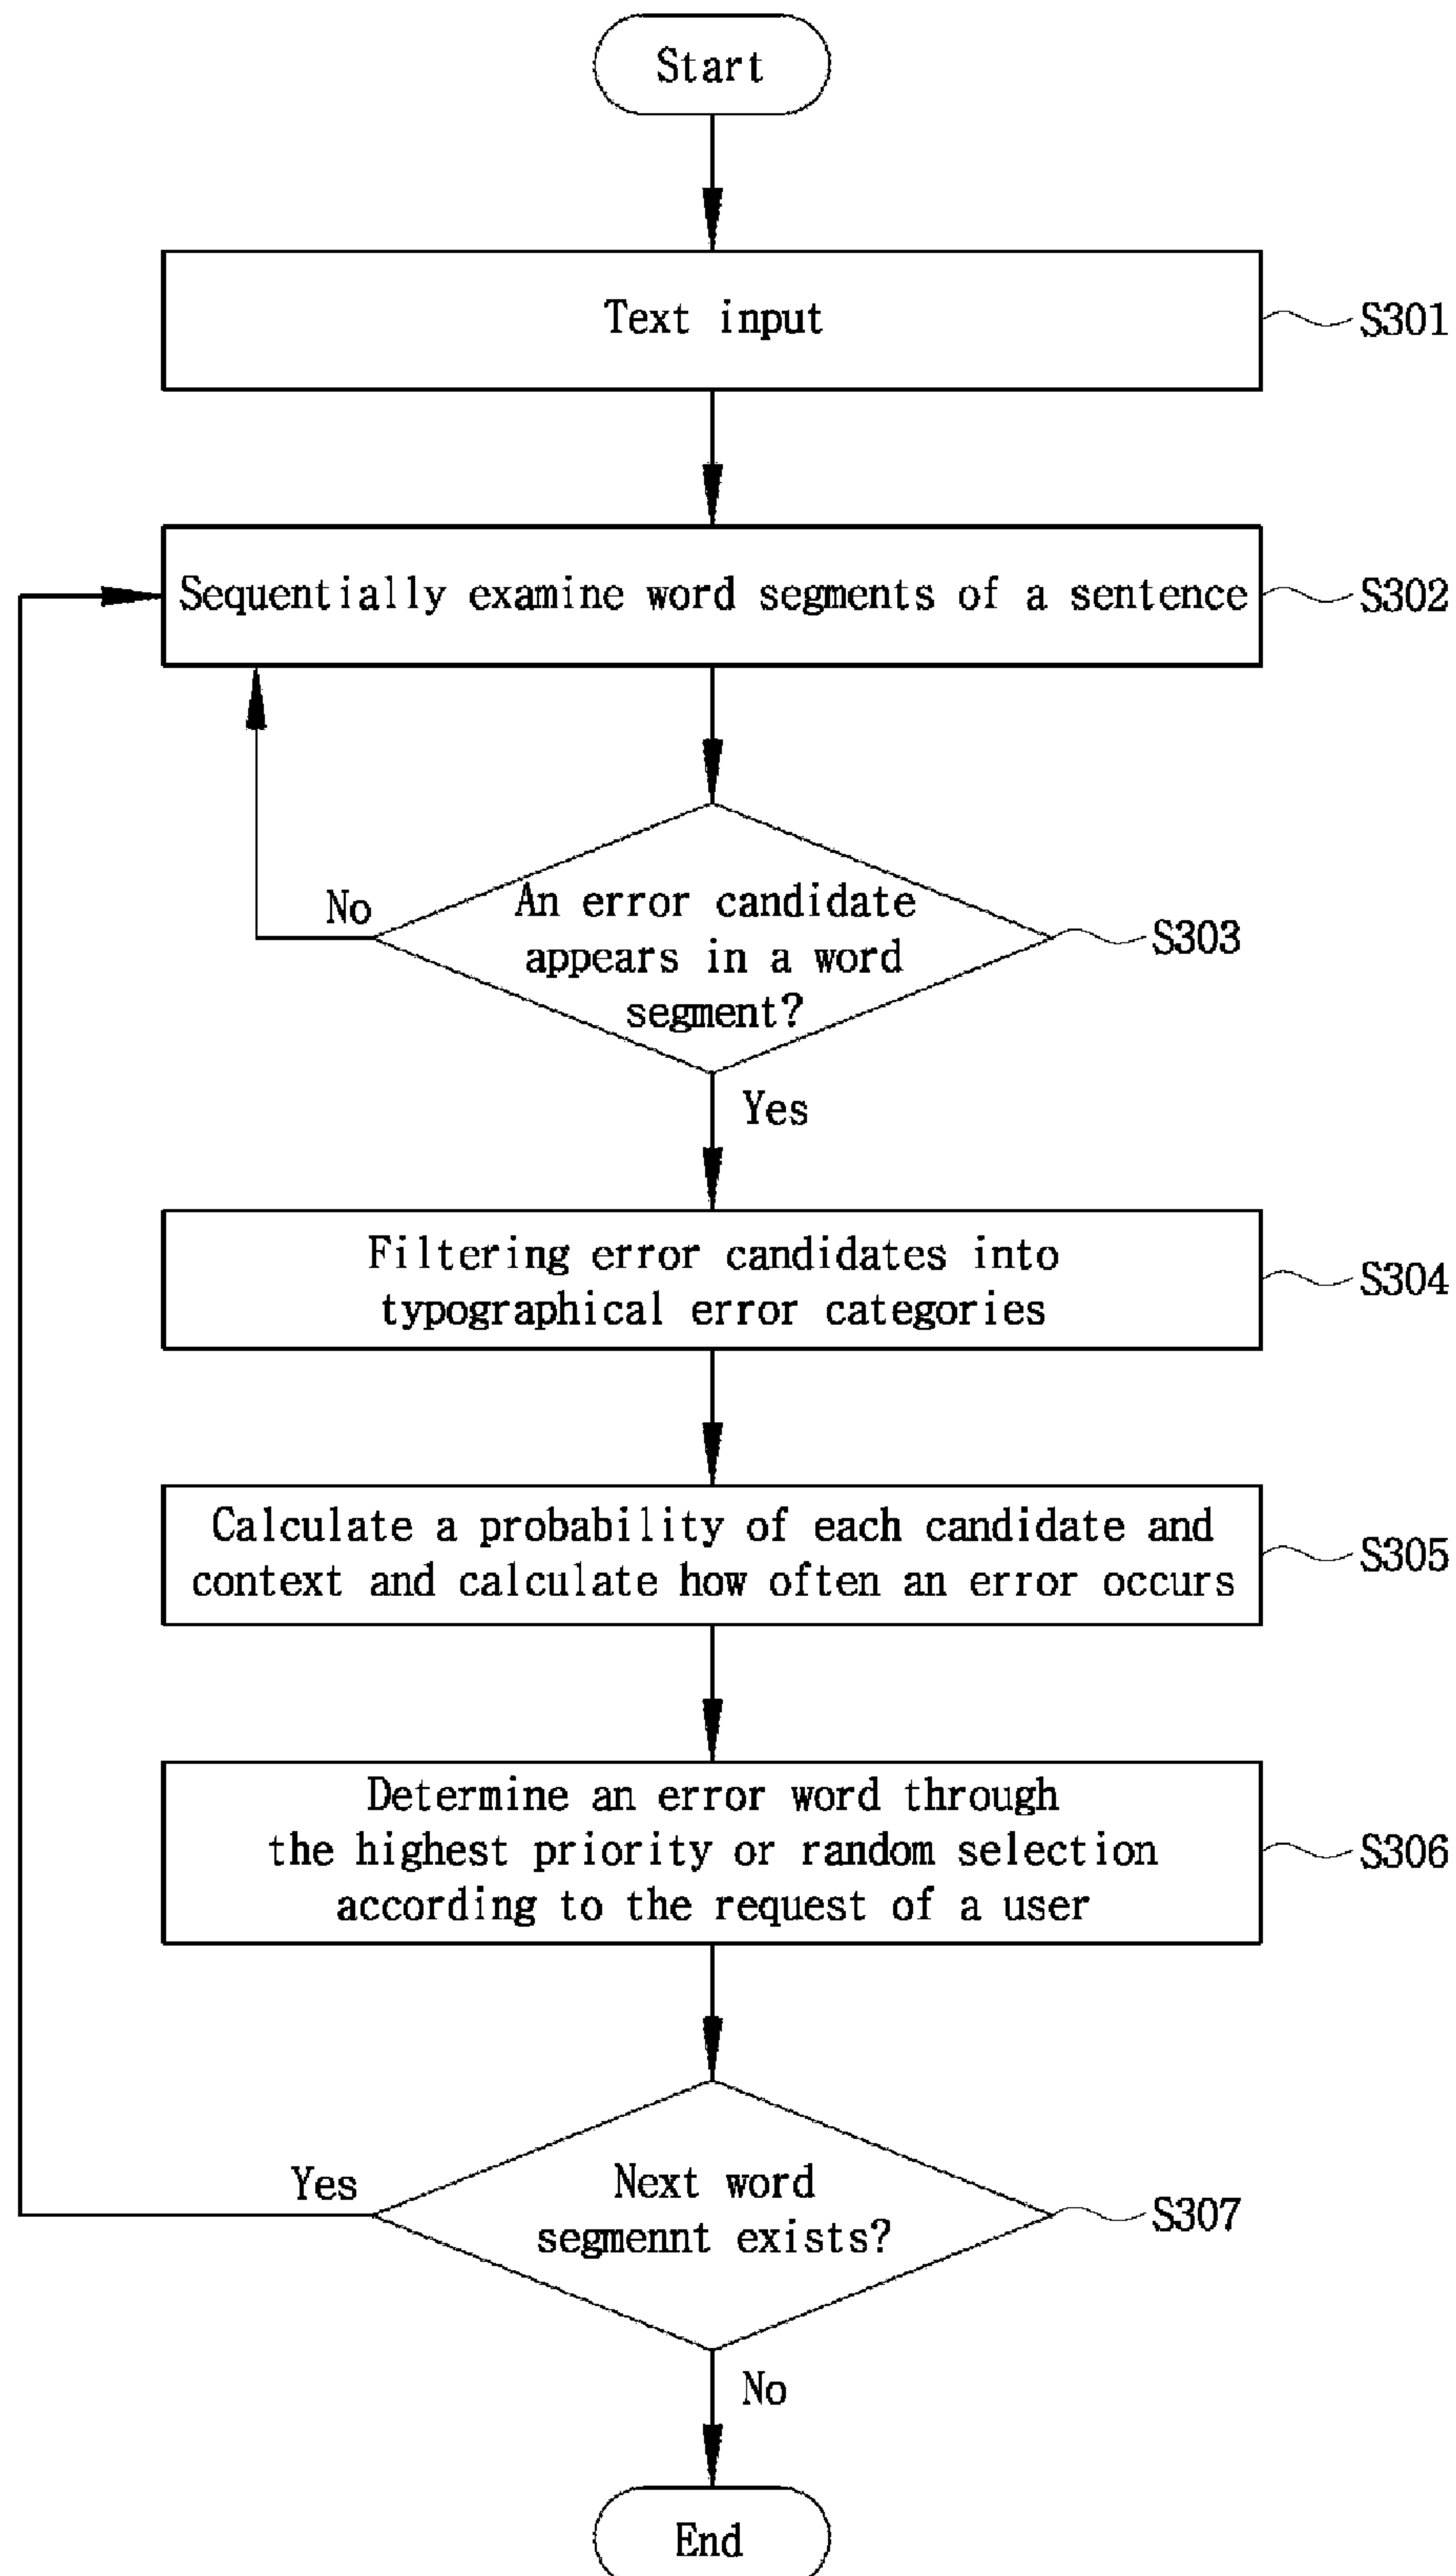 Start
Text input
S301
Sequentially examine word segments of a sentence
S302
No
An error candidate
appears in a word
segment?
S303
Yes
Filtering error candidates into
typographical error categories
S304
Calculate a probability of each candidate and
context and calculate how often an error occurs
S305
Determine an error word through
the highest priority or random selection
according to the request of a user
S306
Yes
Next word
segmennt exists?
S307
No
End